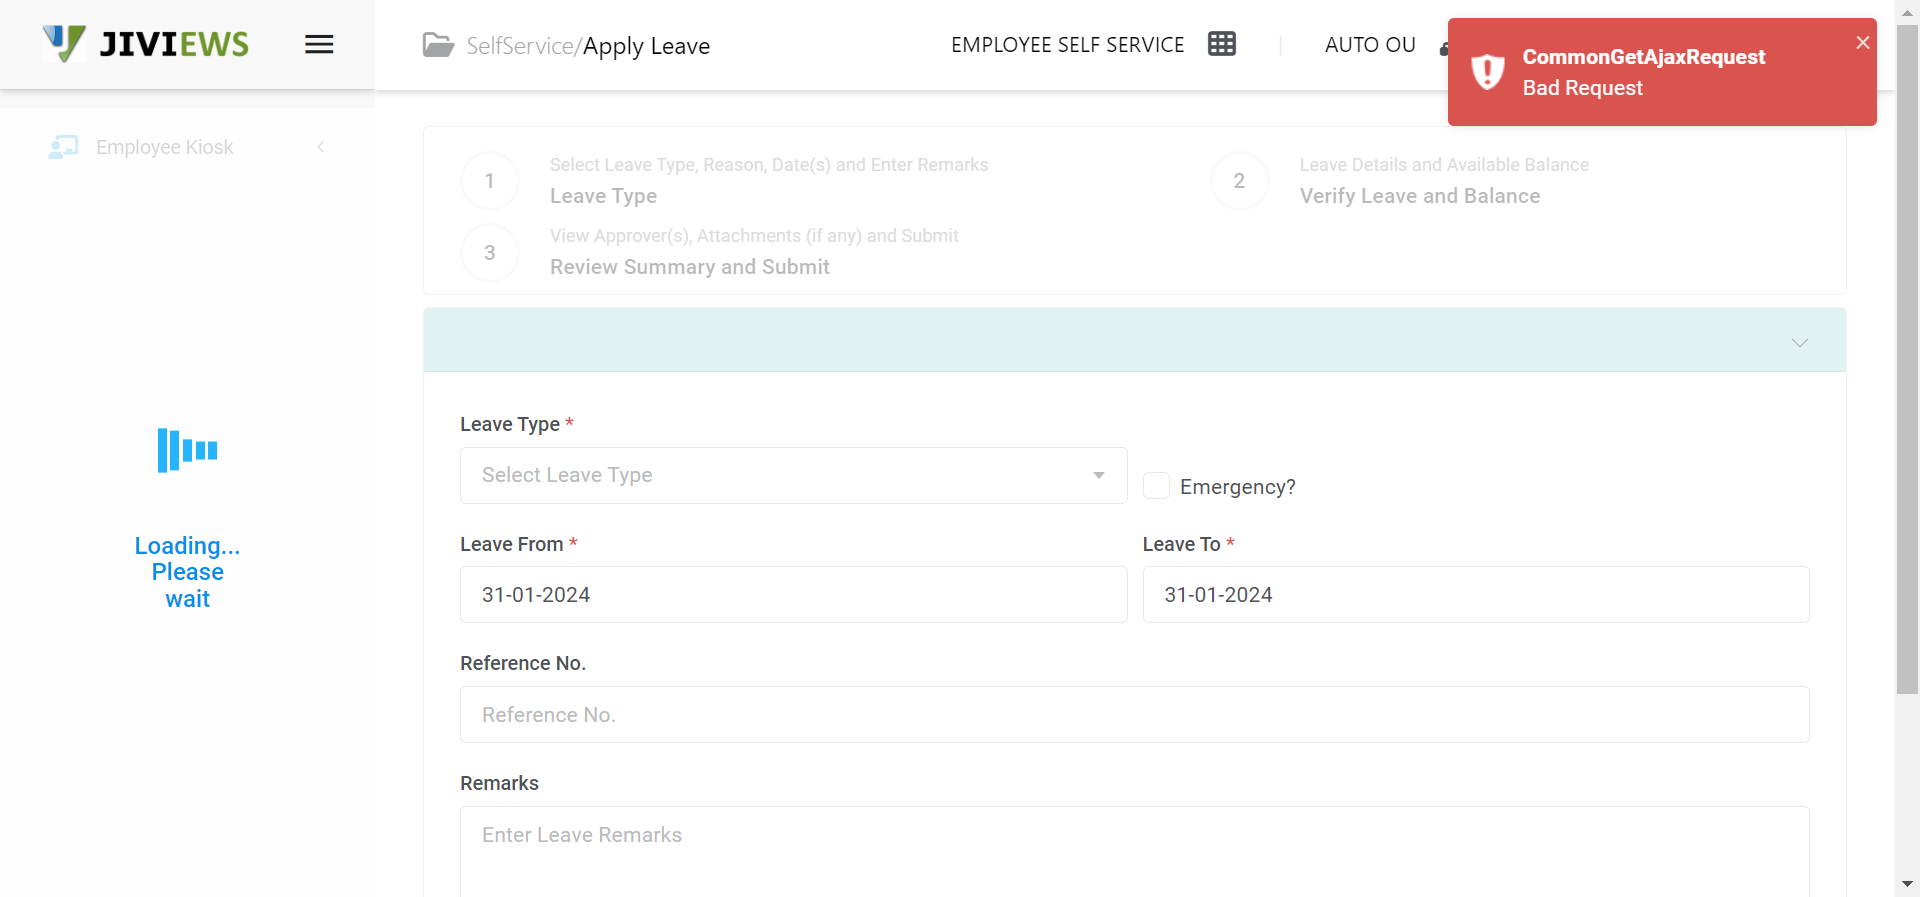 JIVIEWS
SelfService/Apply Leave
EMPLOYEE SELF SERVICE
AUTO OU
CommonGetAjaxRequest
Bad Request
Employee Kiosk
1
Select Leave Type, Reason, Date(s) and Enter Remarks
Leave Type
2
Leave Details and Available Balance
Verify Leave and Balance
3
View Approver(s), Attachments (if any) and Submit
Review Summary and Submit
Loading...
Please
wait
Leave Type *
Select Leave Type
Emergency?
Leave From *
31-01-2024
Leave To *
31-01-2024
Reference No.
Reference No.
Remarks
Enter Leave Remarks